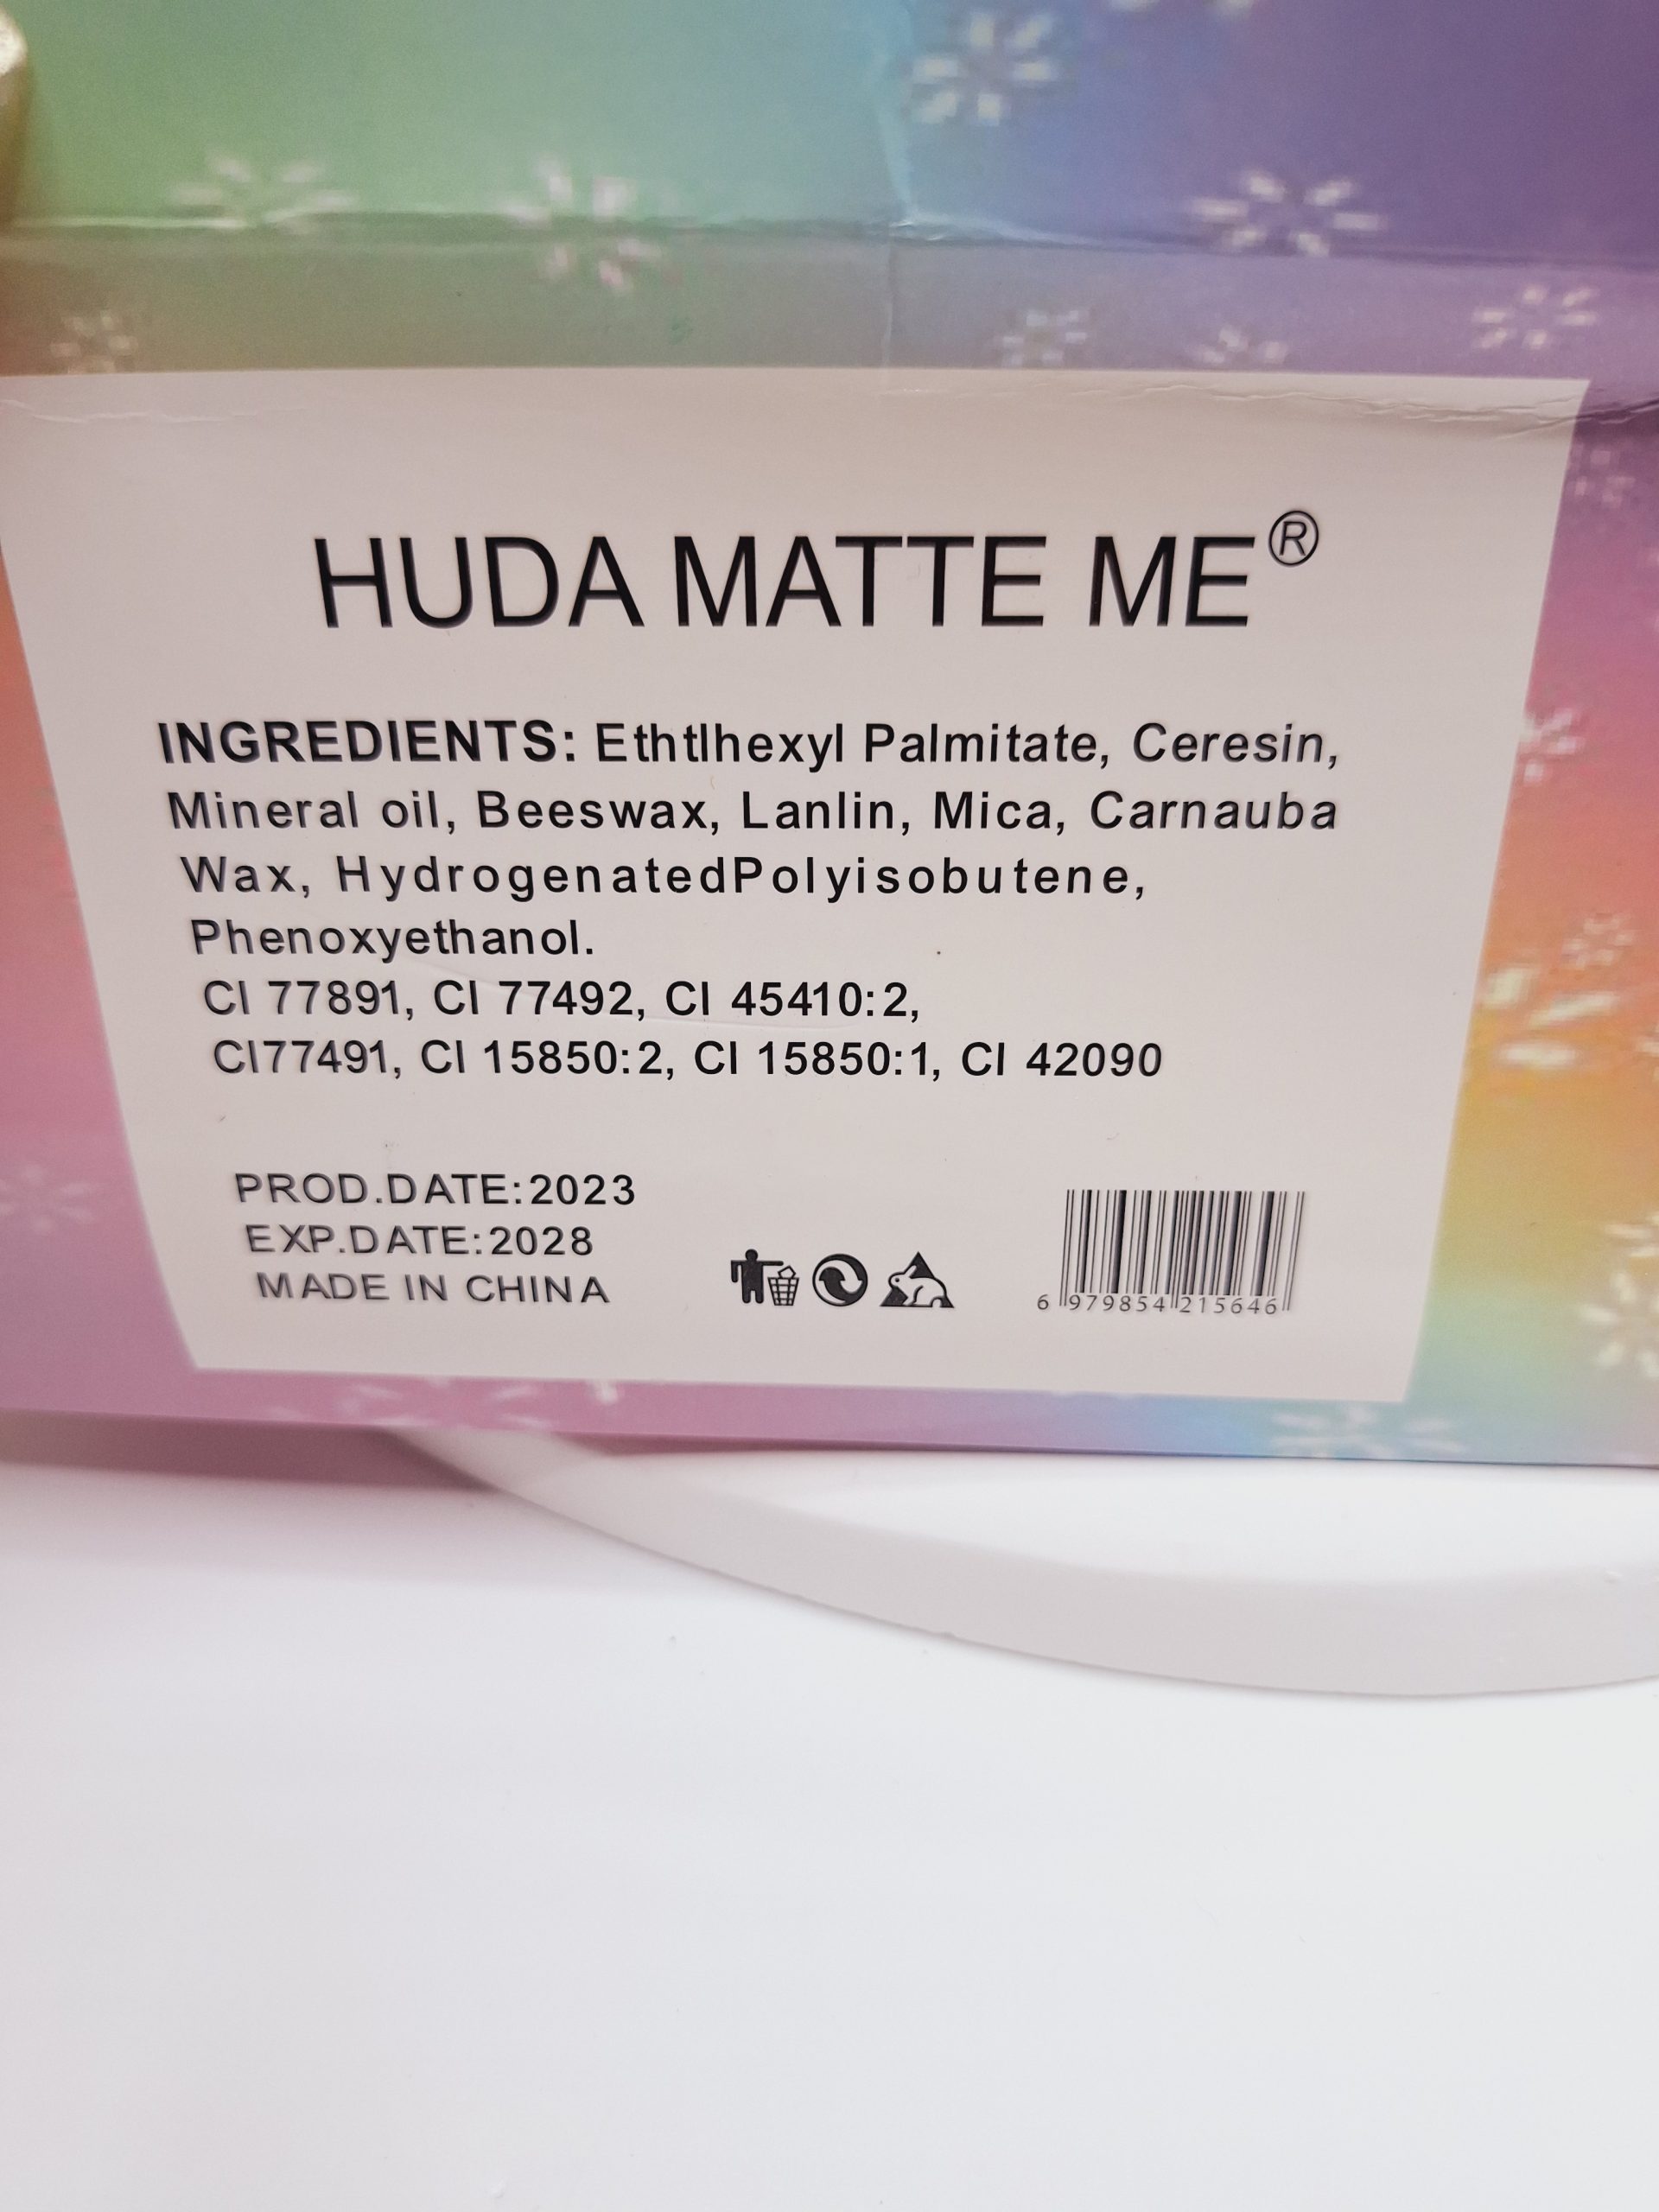 HUDA MATTE ME®
INGREDIENTS: Ethtlhexyl Palmitate, Ceresin,
Mineral oil, Beeswax, Lanlin, Mica, Carnauba
Wax, HydrogenatedPolyisobutene,
Phenoxyethanol.
CI 77891, CI 77492, CI 45410:2,
CI77491, CI 15850:2, CI 15850:1, CI 42090
PROD.DATE:2023
EXP.DATE:2028
MADE IN CHINA
6 979854 215646